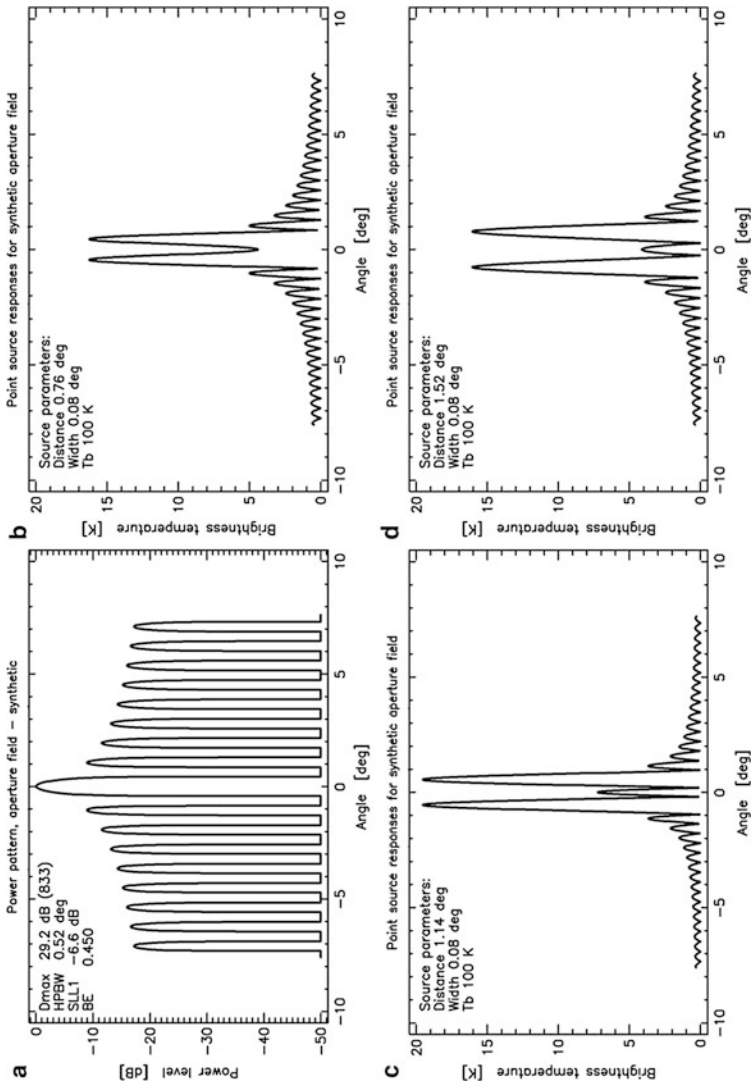 a
Power pattern, aperture field – synthetic
Dmax 29.2 dB (833)
HPBW 0.52 deg
SLL1 −6.6 dB
BE 0.450
Power level [dB]
0
−10
−20
−30
−40
−50
−10 −5 0 5 10
Angle [deg]
b
Point source responses for synthetic aperture field
Source parameters:
Distance 0.76 deg
Width 0.08 deg
Tb 100 K
Brightness temperature [K]
20
15
10
5
0
−10 −5 0 5 10
Angle [deg]
c
Point source responses for synthetic aperture field
Source parameters:
Distance 1.14 deg
Width 0.08 deg
Tb 100 K
Brightness temperature [K]
20
15
10
5
0
−10 −5 0 5 10
Angle [deg]
d
Point source responses for synthetic aperture field
Source parameters:
Distance 1.52 deg
Width 0.08 deg
Tb 100 K
Brightness temperature [K]
20
15
10
5
0
−10 −5 0 5 10
Angle [deg]